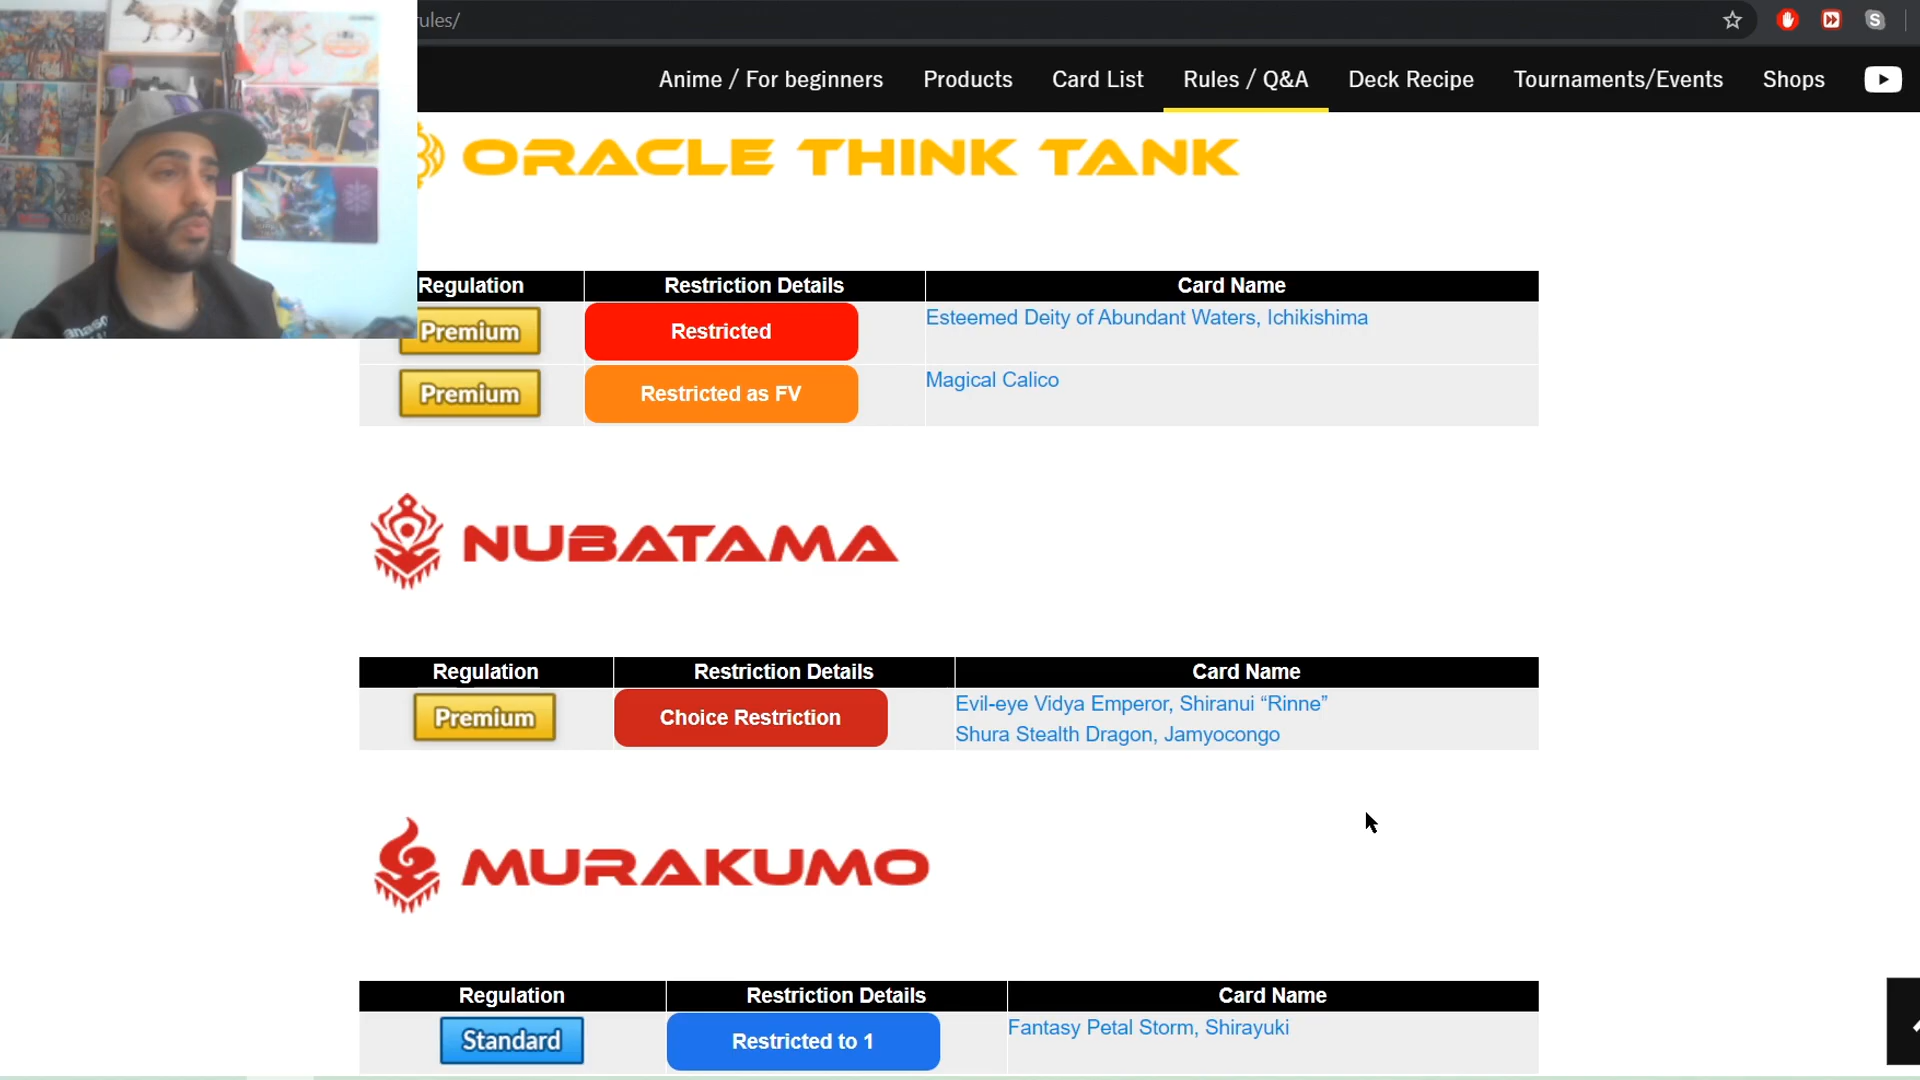 rules/
S
Anime / For beginners Products Card List Rules / Q&A Deck Recipe Tournaments/Events Shops
ORACLE THINK TANK
Regulation Restriction Details Card Name
Premium Restricted Esteemed Deity of Abundant Waters, Ichikishima
Premium Restricted as FV Magical Calico
NUBATAMA
Regulation Restriction Details Card Name
Premium Choice Restriction Evil-eye Vidya Emperor, Shiranui “Rinne”
Shura Stealth Dragon, Jamyocongo
MURAKUMO
Regulation Restriction Details Card Name
Standard Restricted to 1 Fantasy Petal Storm, Shirayuki